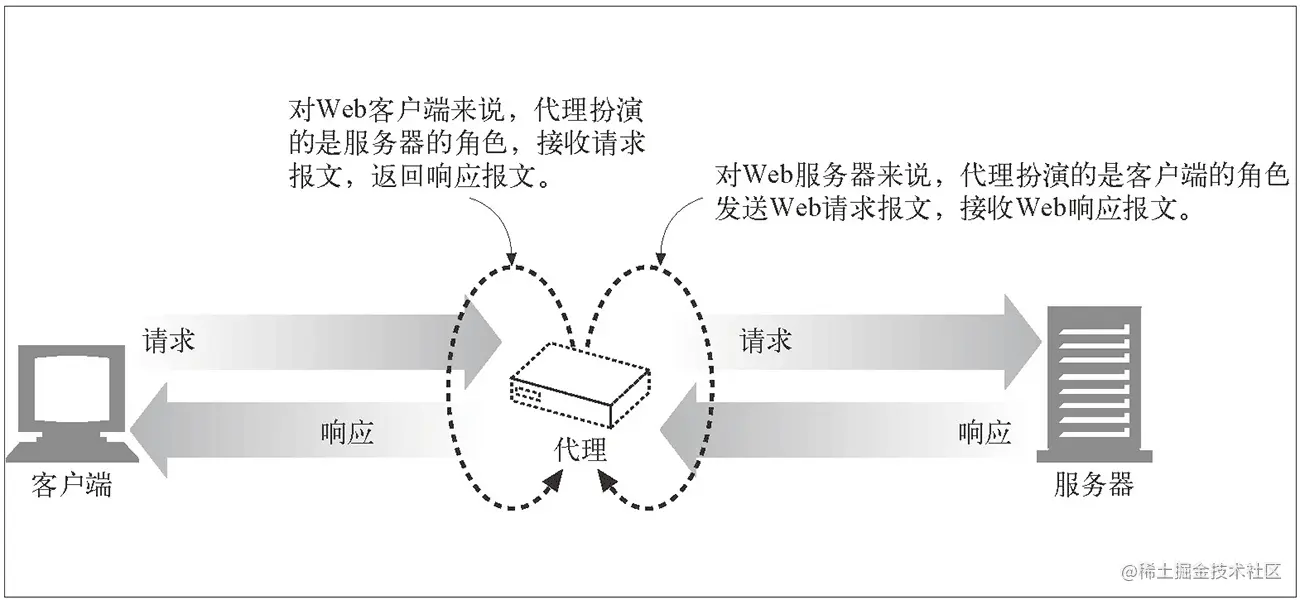 对Web客户端来说，代理扮演
的是服务器的角色，接收请求
报文，返回响应报文。
对Web服务器来说，代理扮演的是客户端的角色
发送Web请求报文，接收Web响应报文。
请求
请求
响应
响应
代理
客户端
服务器
@稀土掘金技术社区